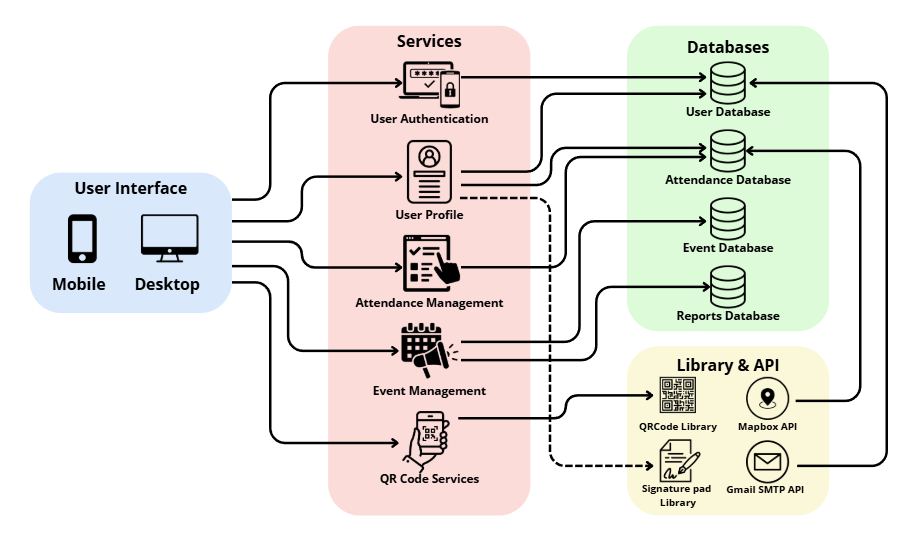 Services
User Authentication
User Profile
Attendance Management
Event Management
QR Code Services
User Interface
Mobile
Desktop
Databases
User Database
Attendance Database
Event Database
Reports Database
Library & API
QRCode Library
Mapbox API
Signature pad
Library
Gmail SMTP API